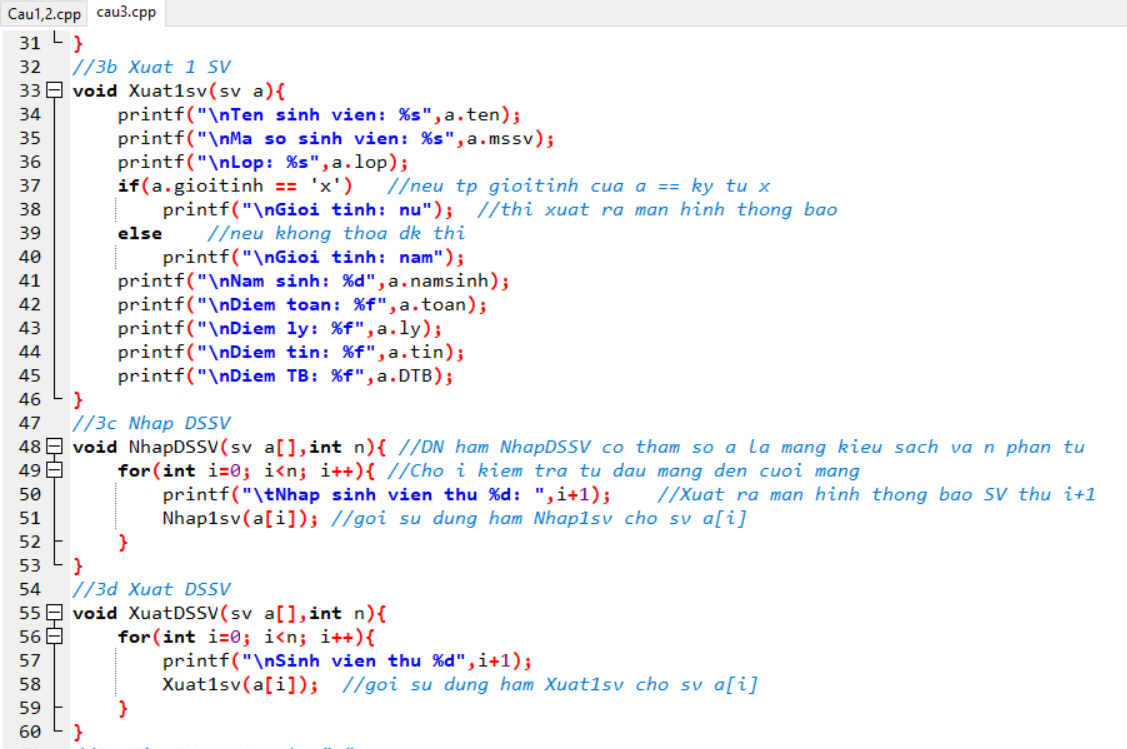 Cau1,2.cpp cau3.cpp
31 }
32 //3b Xuat 1 SV
33 void Xuat1sv(sv a){
34 printf("\nTen sinh vien: %s",a.ten);
35 printf("\nMa so sinh vien: %s",a.mssv);
36 printf("\nLop: %s",a.lop);
37 if(a.gioitinh == 'x') //neu tp gioitinh cua a == ky tu x
38 printf("\nGioi tinh: nu"); //thi xuat ra man hinh thong bao
39 else //neu khong thoa dk thi
40 printf("\nGioi tinh: nam");
41 printf("\nNam sinh: %d",a.namsinh);
42 printf("\nDiem toan: %f",a.toan);
43 printf("\nDiem ly: %f",a.ly);
44 printf("\nDiem tin: %f",a.tin);
45 printf("\nDiem TB: %f",a.DTB);
46 }
47 //3c Nhap DSSV
48 void NhapDSSV(sv a[],int n){ //DN ham NhapDSSV co tham so a la mang kieu sach va n phan tu
49 for(int i=0; i<n; i++){ //Cho i kiem tra tu dau mang den cuoi mang
50 printf("\tNhap sinh vien thu %d: ",i+1); //Xuat ra man hinh thong bao SV thu i+1
51 Nhap1sv(a[i]); //goi su dung ham Nhap1sv cho sv a[i]
52 }
53 }
54 //3d Xuat DSSV
55 void XuatDSSV(sv a[],int n){
56 for(int i=0; i<n; i++){
57 printf("\nSinh vien thu %d",i+1);
58 Xuat1sv(a[i]); //goi su dung ham Xuat1sv cho sv a[i]
59 }
60 }